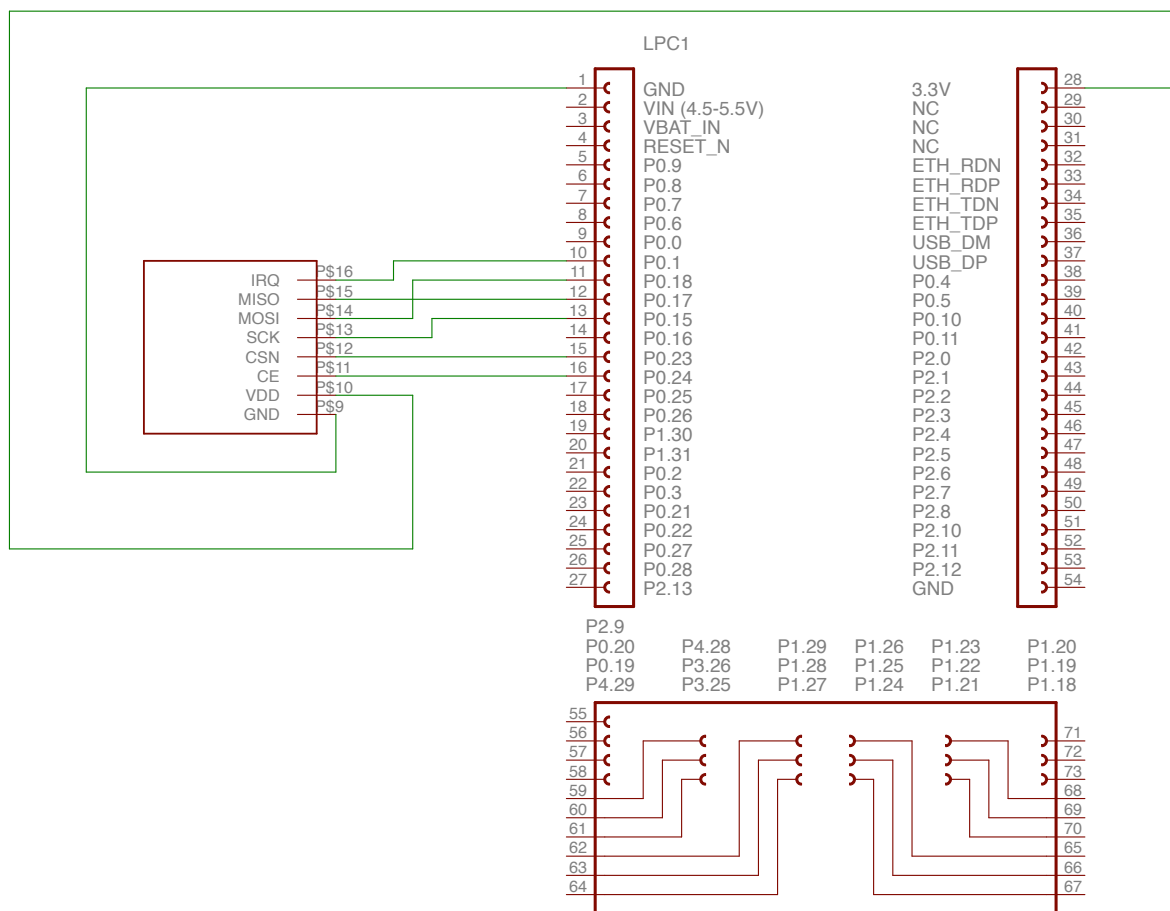 LPC1
1 GND 3.3V 28
2 VIN (4.5-5.5V) NC 29
3 VBAT_IN NC 30
4 RESET_N NC 31
5 P0.9 ETH_RDN 32
6 P0.8 ETH_RDP 33
7 P0.7 ETH_TDN 34
8 P0.6 ETH_TDP 35
9 P0.0 USB_DM 36
10 P0.1 USB_DP 37
11 P0.18 P0.4 38
12 P0.17 P0.5 39
13 P0.15 P0.10 40
14 P0.16 P0.11 41
15 P0.23 P2.0 42
16 P0.24 P2.1 43
17 P0.25 P2.2 44
18 P0.26 P2.3 45
19 P1.30 P2.4 46
20 P1.31 P2.5 47
21 P0.2 P2.6 48
22 P0.3 P2.7 49
23 P0.21 P2.8 50
24 P0.22 P2.10 51
25 P0.27 P2.11 52
26 P0.28 P2.12 53
27 P2.13 GND 54
IRQ P$16
MISO P$15
MOSI P$14
SCK P$13
CSN P$12
CE P$11
VDD P$10
GND P$9
P2.9
P0.20 P4.28 P1.29 P1.26 P1.23 P1.20
P0.19 P3.26 P1.28 P1.25 P1.22 P1.19
P4.29 P3.25 P1.27 P1.24 P1.21 P1.18
55
56 71
57 72
58 73
59 68
60 69
61 70
62 65
63 66
64 67